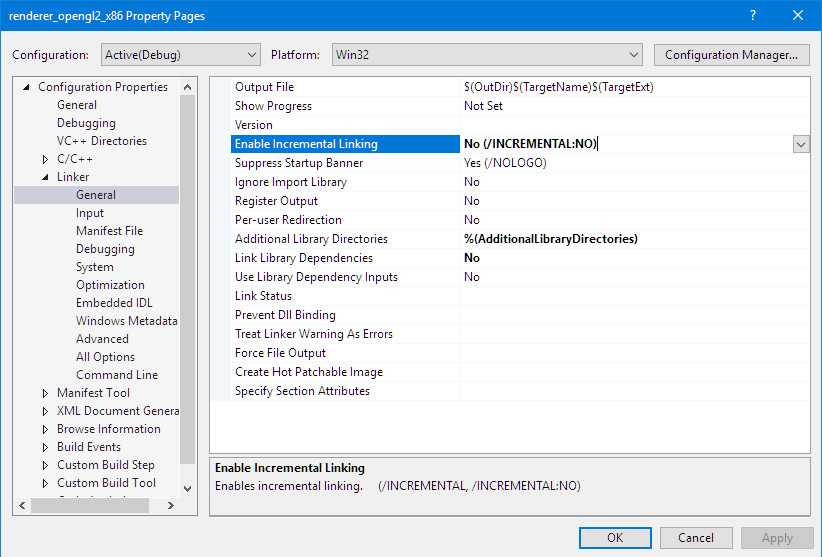 renderer_opengl2_x86 Property Pages
Configuration: Active(Debug) Platform: Win32 Configuration Manager...
Configuration Properties
General
Debugging
VC++ Directories
C/C++
Linker
General
Input
Manifest File
Debugging
System
Optimization
Embedded IDL
Windows Metadata
Advanced
All Options
Command Line
Manifest Tool
XML Document Genera
Browse Information
Build Events
Custom Build Step
Custom Build Tool
Output File $(OutDir)$(TargetName)$(TargetExt)
Show Progress Not Set
Version
Enable Incremental Linking No (/INCREMENTAL:NO)
Suppress Startup Banner Yes (/NOLOGO)
Ignore Import Library No
Register Output No
Per-user Redirection No
Additional Library Directories %(AdditionalLibraryDirectories)
Link Library Dependencies No
Use Library Dependency Inputs No
Link Status
Prevent Dll Binding
Treat Linker Warning As Errors
Force File Output
Create Hot Patchable Image
Specify Section Attributes
Enable Incremental Linking
Enables incremental linking. (/INCREMENTAL, /INCREMENTAL:NO)
OK Cancel Apply